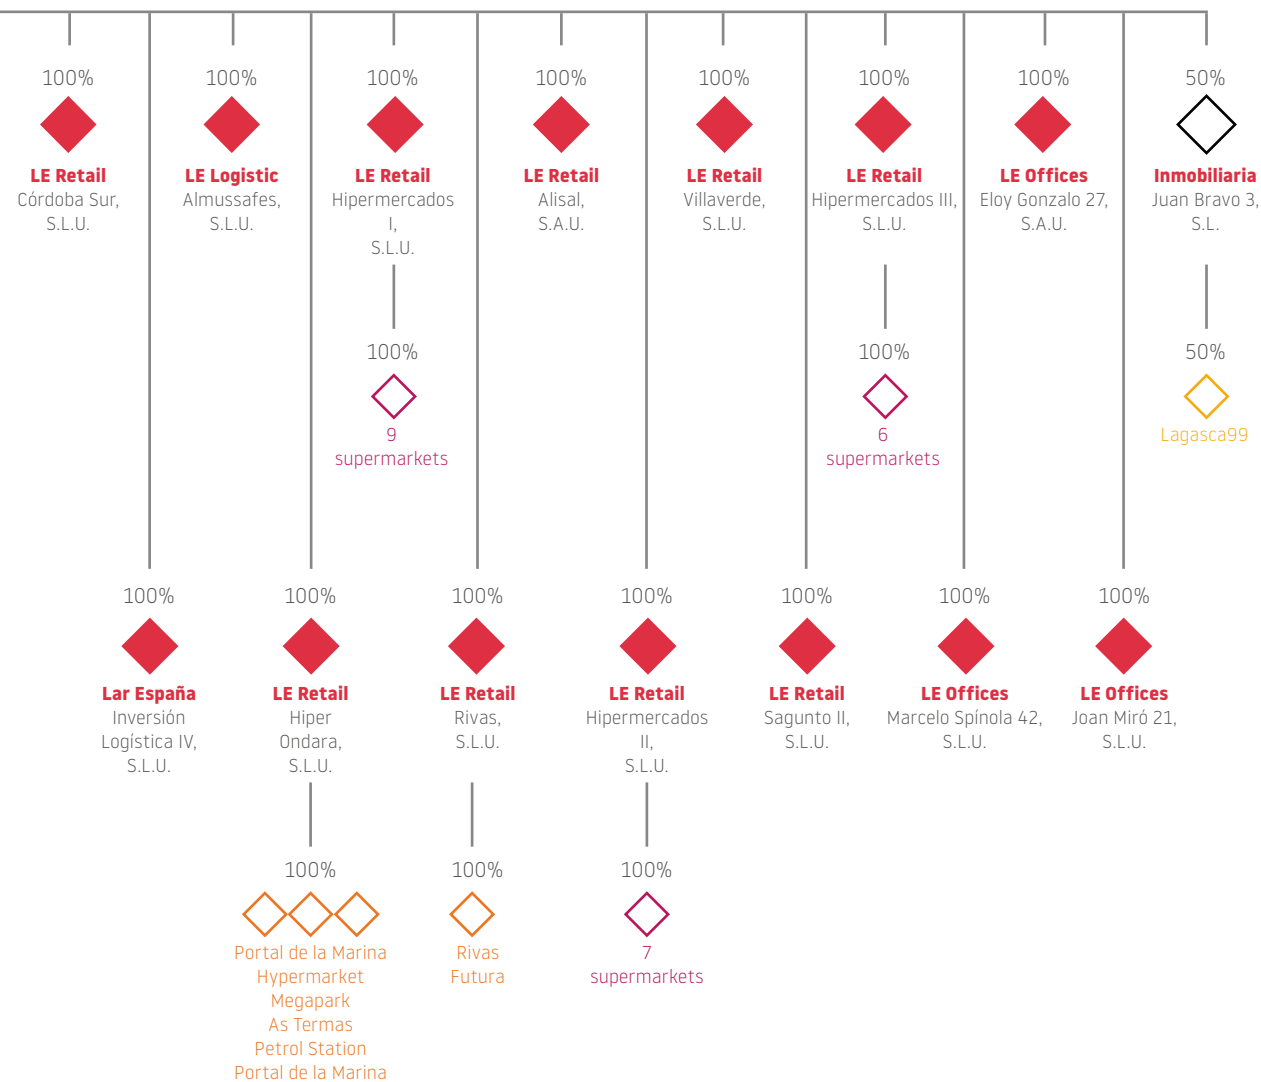 100%
LE Retail
Córdoba Sur,
S.L.U.
100%
LE Logistic
Almussafes,
S.L.U.
100%
LE Retail
Hipermercados
I,
S.L.U.
100%
9
supermarkets
100%
LE Retail
Alisal,
S.A.U.
100%
LE Retail
Villaverde,
S.L.U.
100%
LE Retail
Hipermercados III,
S.L.U.
100%
6
supermarkets
100%
LE Offices
Eloy Gonzalo 27,
S.A.U.
50%
Inmobiliaria
Juan Bravo 3,
S.L.
50%
Lagasca99
100%
Lar España
Inversión
Logística IV,
S.L.U.
100%
LE Retail
Hiper
Ondara,
S.L.U.
100%
Portal de la Marina
Hypermarket
Megapark
As Termas
Petrol Station
Portal de la Marina
100%
LE Retail
Rivas,
S.L.U.
100%
Rivas
Futura
100%
LE Retail
Hipermercados
II,
S.L.U.
100%
7
supermarkets
100%
LE Retail
Sagunto II,
S.L.U.
100%
LE Offices
Marcelo Spínola 42,
S.L.U.
100%
LE Offices
Joan Miró 21,
S.L.U.